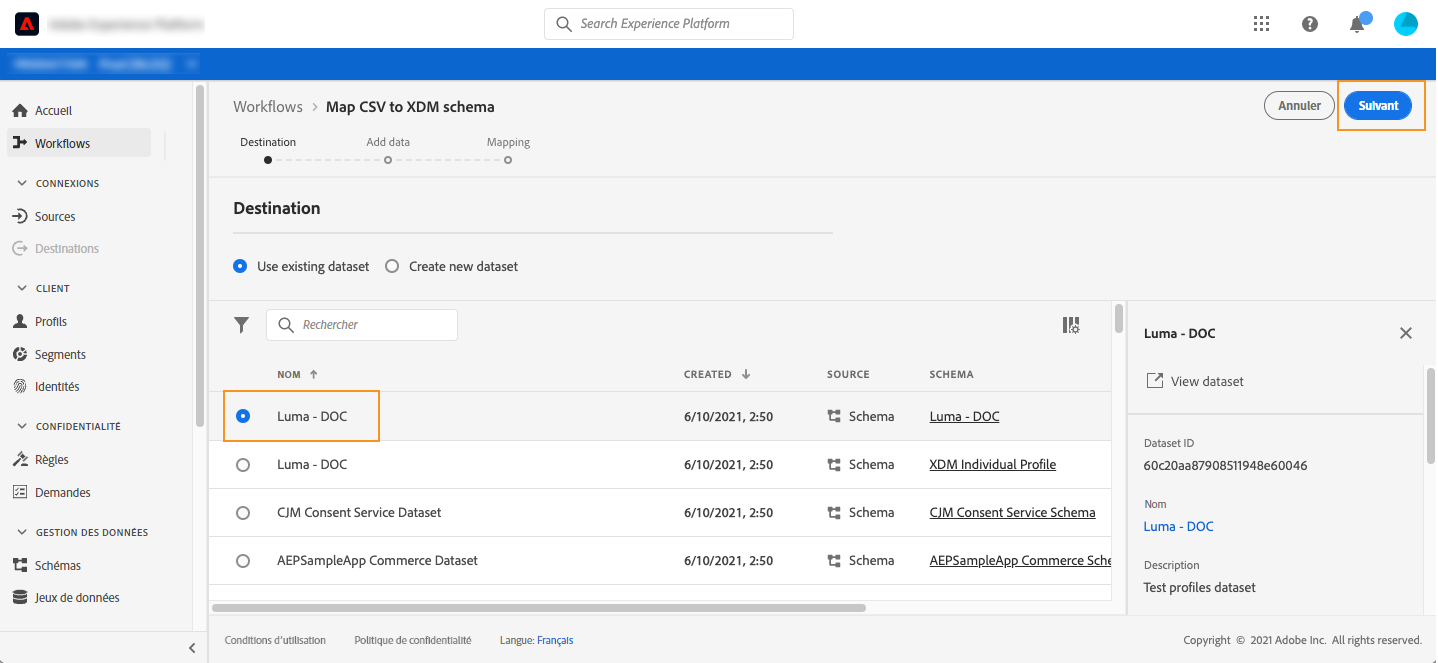 Search Experience Platform
Accueil
Workflows
CONNEXIONS
Sources
Destinations
CLIENT
Profils
Segments
Identités
CONFIDENTIALITÉ
Règles
Demandes
GESTION DES DONNÉES
Schémas
Jeux de données
Workflows > Map CSV to XDM schema
Annuler Suivant
Destination Add data Mapping
Destination
Use existing dataset Create new dataset
Rechercher
NOM CREATED SOURCE SCHEMA
Luma - DOC 6/10/2021, 2:50 Schema Luma - DOC
Luma - DOC 6/10/2021, 2:50 Schema XDM Individual Profile
CJM Consent Service Dataset 6/10/2021, 2:50 Schema CJM Consent Service Schema
AEPSampleApp Commerce Dataset 6/10/2021, 2:50 Schema AEPSampleApp Commerce Sche
Luma - DOC
View dataset
Dataset ID
60c20aa87908511948e60046
Nom
Luma - DOC
Description
Test profiles dataset
Conditions d'utilisation Politique de confidentialité Langue: Français Copyright © 2021 Adobe Inc. All rights reserved.